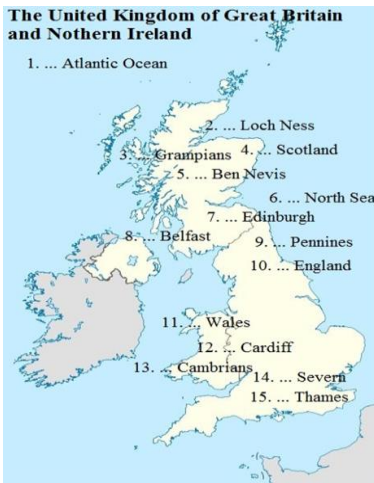 The United Kingdom of Great Britain
and Nothern Ireland
1. ... Atlantic Ocean
2. ... Loch Ness
3. ... Grampians
4. ... Scotland
5. ... Ben Nevis
6. ... North Sea
7. ... Edinburgh
8. ... Belfast
9. ... Pennines
10. ... England
11. ... Wales
12. ... Cardiff
13. ... Cambrians
14. ... Severn
15. ... Thames